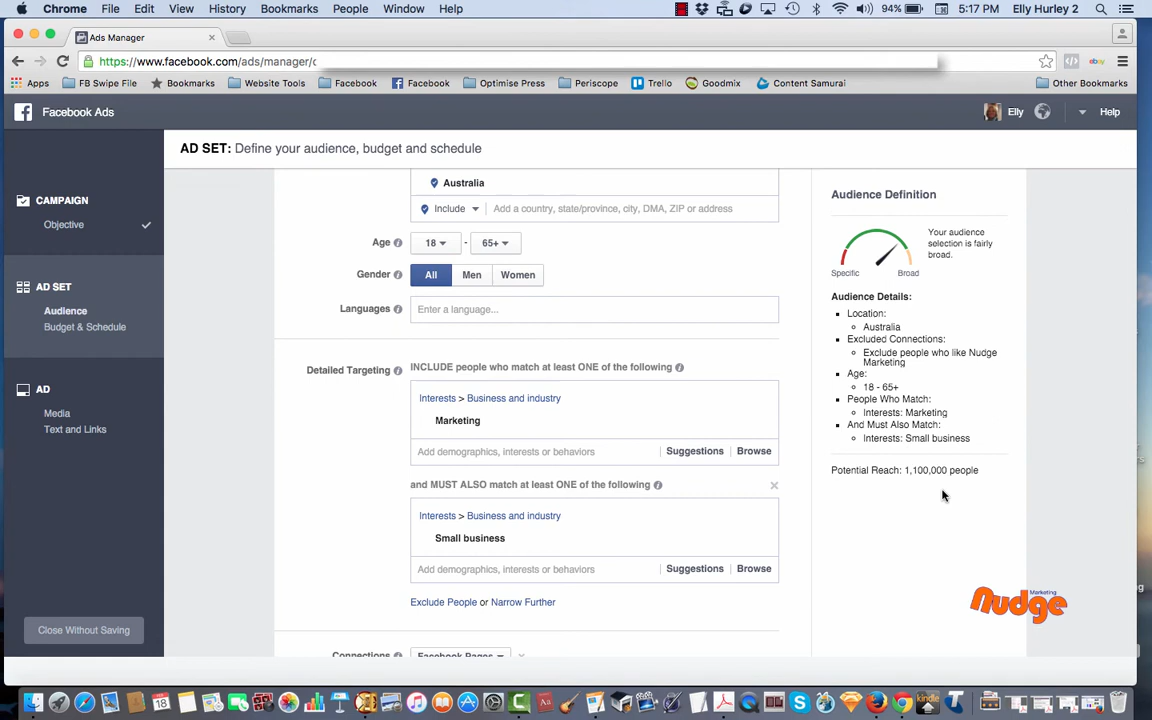 Chrome File Edit View History Bookmarks People Window Help 94% 5:17 PM Elly Hurley 2
Ads Manager
https://www.facebook.com/ads/manager/c
Apps FB Swipe File Bookmarks Website Tools Facebook Facebook Optimise Press Periscope Trello Goodmix Content Samurai Other Bookmarks
Facebook Ads Elly Help
AD SET: Define your audience, budget and schedule
CAMPAIGN
Objective
AD SET
Audience
Budget & Schedule
AD
Media
Text and Links
Close Without Saving
Australia
Include Add a country, state/province, city, DMA, ZIP or address
Age 18 - 65+
Gender All Men Women
Languages Enter a language...
Detailed Targeting INCLUDE people who match at least ONE of the following
Interests > Business and industry
Marketing
Add demographics, interests or behaviors Suggestions Browse
and MUST ALSO match at least ONE of the following
Interests > Business and industry
Small business
Add demographics, interests or behaviors Suggestions Browse
Exclude People or Narrow Further
Connections Facebook Pages
Audience Definition
Your audience
selection is fairly
broad.
Specific Broad
Audience Details:
Location:
Australia
Excluded Connections:
Exclude people who like Nudge
Marketing
Age:
18 - 65+
People Who Match:
Interests: Marketing
And Must Also Match:
Interests: Small business
Potential Reach: 1,100,000 people
Marketing
Nudge